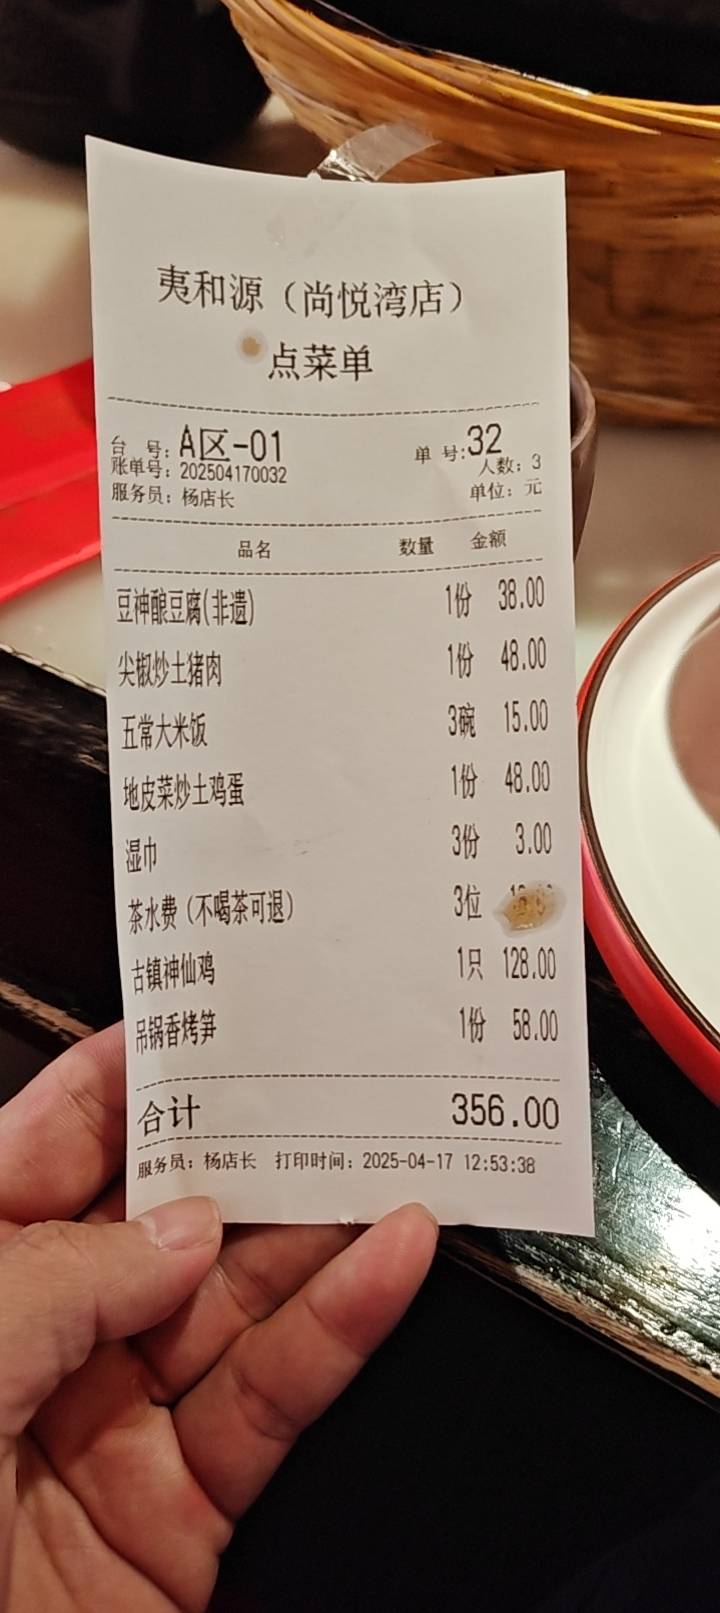 夷和源（尚悦湾店）
点菜单
台 号: A区-01 单 号:32
账单号: 202504170032 人数: 3
服务员: 杨店长 单位: 元
品名 数量 金额
豆神酿豆腐(非遗) 1份 38.00
尖椒炒土猪肉 1份 48.00
五常大米饭 3碗 15.00
地皮菜炒土鸡蛋 1份 48.00
湿巾 3份 3.00
茶水费（不喝茶可退） 3位
古镇神仙鸡 1只 128.00
吊锅香烤笋 1份 58.00
合计 356.00
服务员: 杨店长 打印时间: 2025-04-17 12:53:38